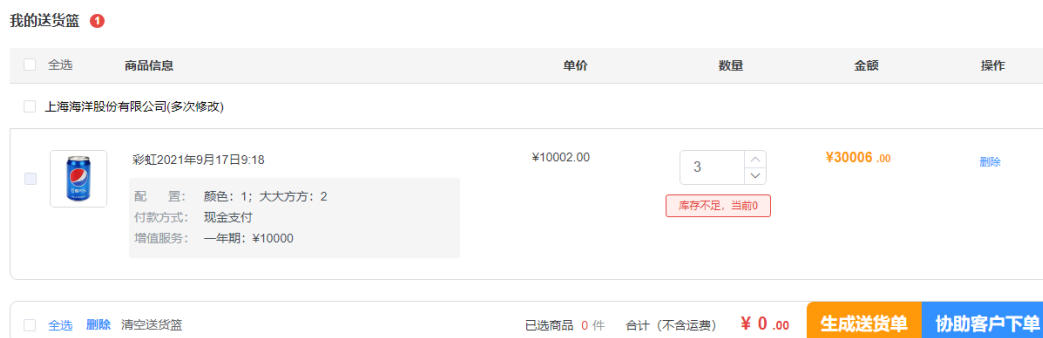 我的送货篮 1
全选 商品信息 单价 数量 金额 操作
上海海洋股份有限公司(多次修改)
彩虹2021年9月17日9:18 ¥10002.00 3 ¥30006 .00 删除
库存不足，当前0
配 置： 颜色：1；大大方方：2
付款方式： 现金支付
增值服务： 一年期：¥10000
全选 删除 清空送货篮 已选商品 0 件 合计（不含运费） ¥ 0 .00 生成送货单 协助客户下单